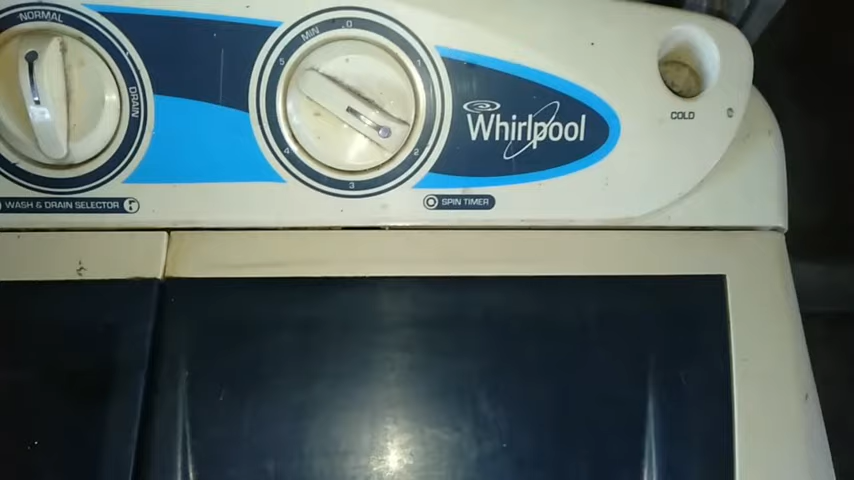 NORMAL
DRAIN
WASH & DRAIN SELECTOR
MIN
0
1
2
3
4
5
SPIN TIMER
Whirlpool
COLD